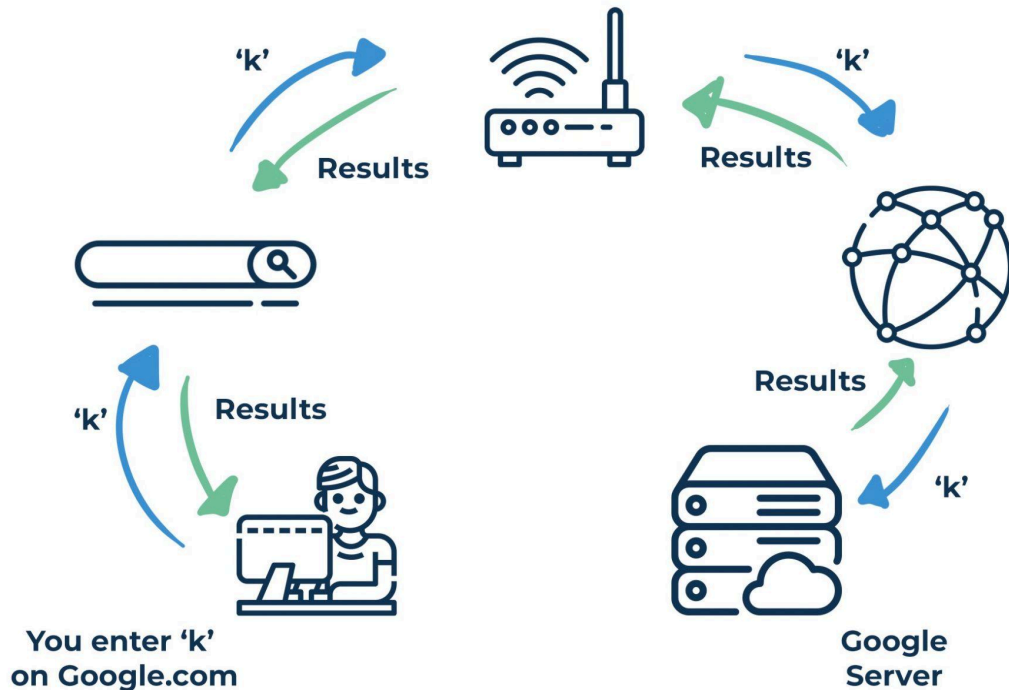 ‘k’
‘k’
Results
Results
‘k’
Results
Results
‘k’
You enter ‘k’
on Google.com
Google
Server